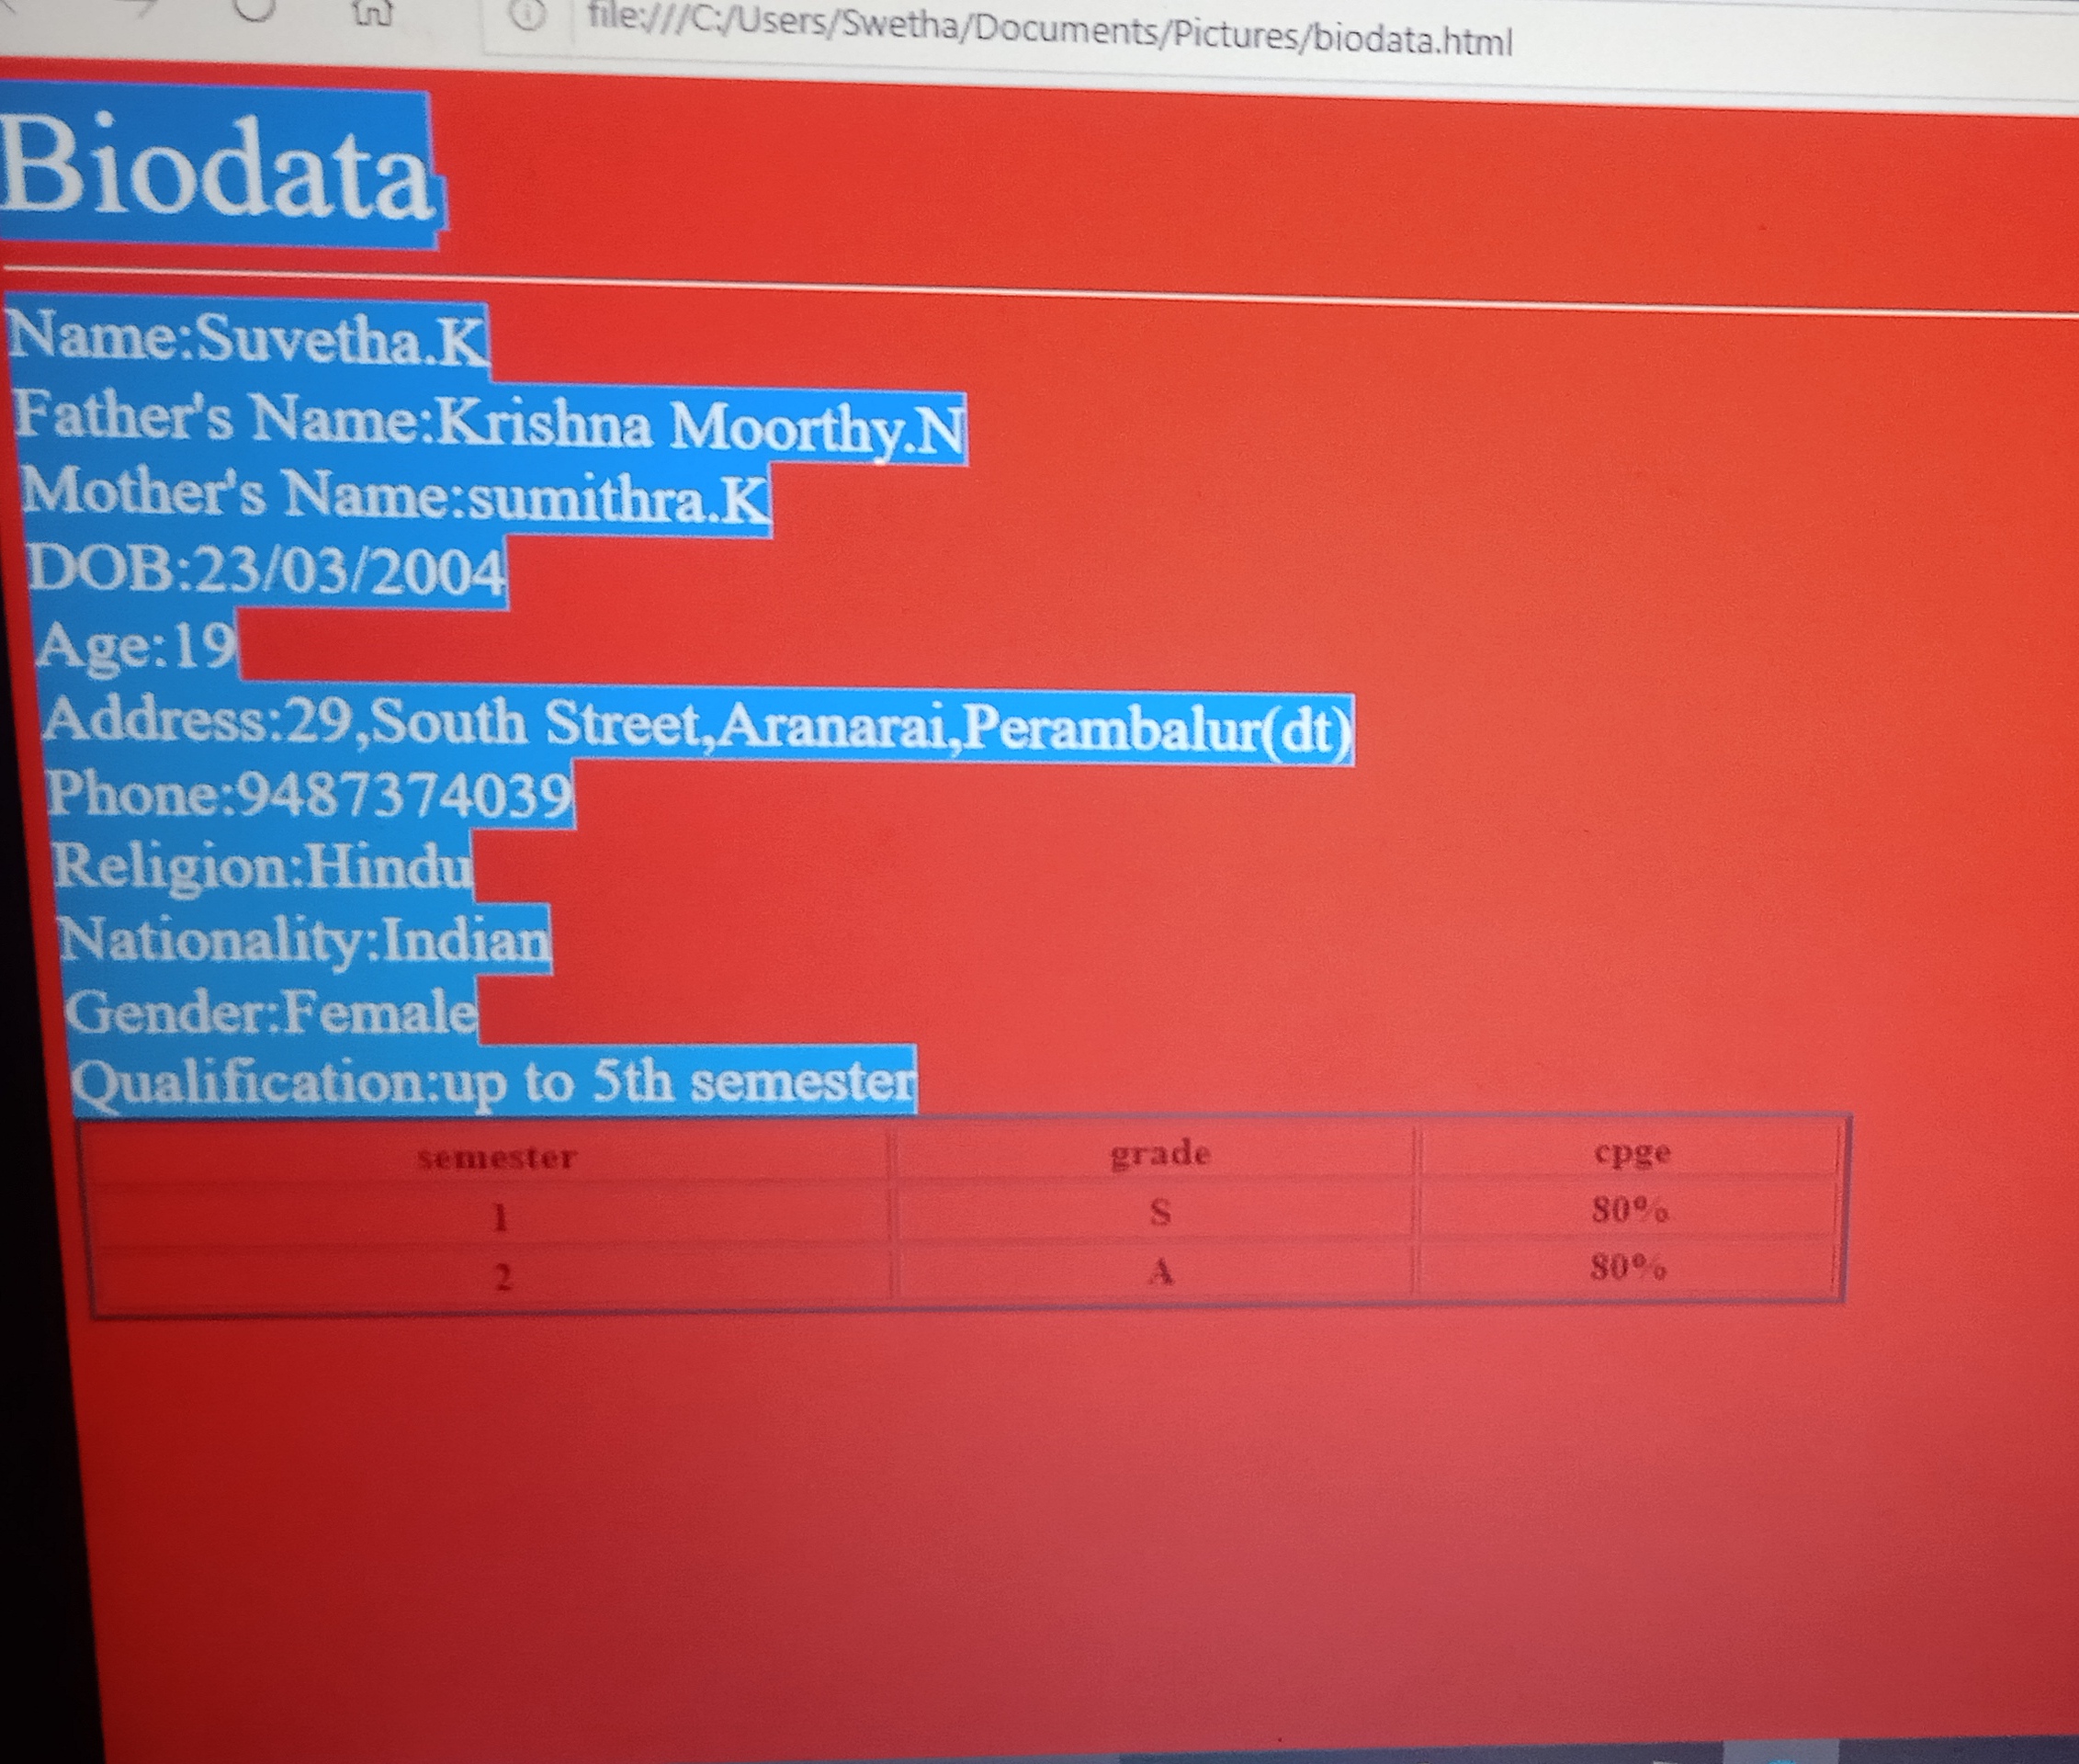 file:///C:/Users/Swetha/Documents/Pictures/biodata.html
Biodata
Name:Suvetha.K
Father's Name:Krishna Moorthy.N
Mother's Name:sumithra.K
DOB:23/03/2004
Age:19
Address:29,South Street,Aranarai,Perambalur(dt)
Phone:9487374039
Religion:Hindu
Nationality:Indian
Gender:Female
Qualification:up to 5th semester
semester grade cpge
1 S 80%
2 A 80%